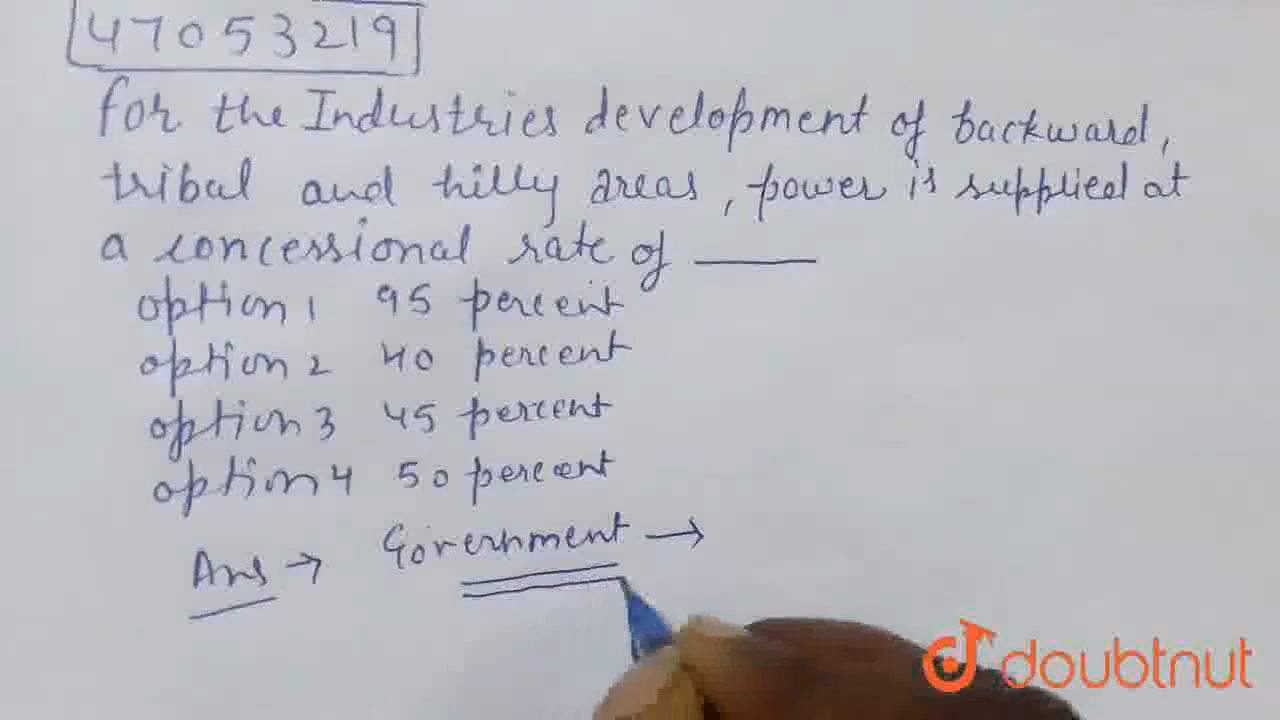 47053219
for the Industries development of backward,
tribal and hilly areas, power is supplied at
a concessional rate of ____
option 1 95 percent
option 2 40 percent
option 3 45 percent
option 4 50 percent
Ans → Government →
doubtnut